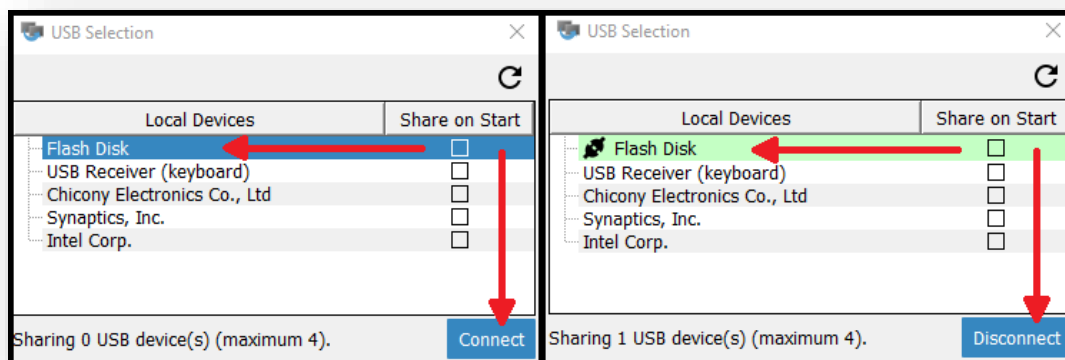 USB Selection
Local Devices Share on Start
Flash Disk
USB Receiver (keyboard)
Chicony Electronics Co., Ltd
Synaptics, Inc.
Intel Corp.
Sharing 0 USB device(s) (maximum 4). Connect
USB Selection
Local Devices Share on Start
Flash Disk
USB Receiver (keyboard)
Chicony Electronics Co., Ltd
Synaptics, Inc.
Intel Corp.
Sharing 1 USB device(s) (maximum 4). Disconnect